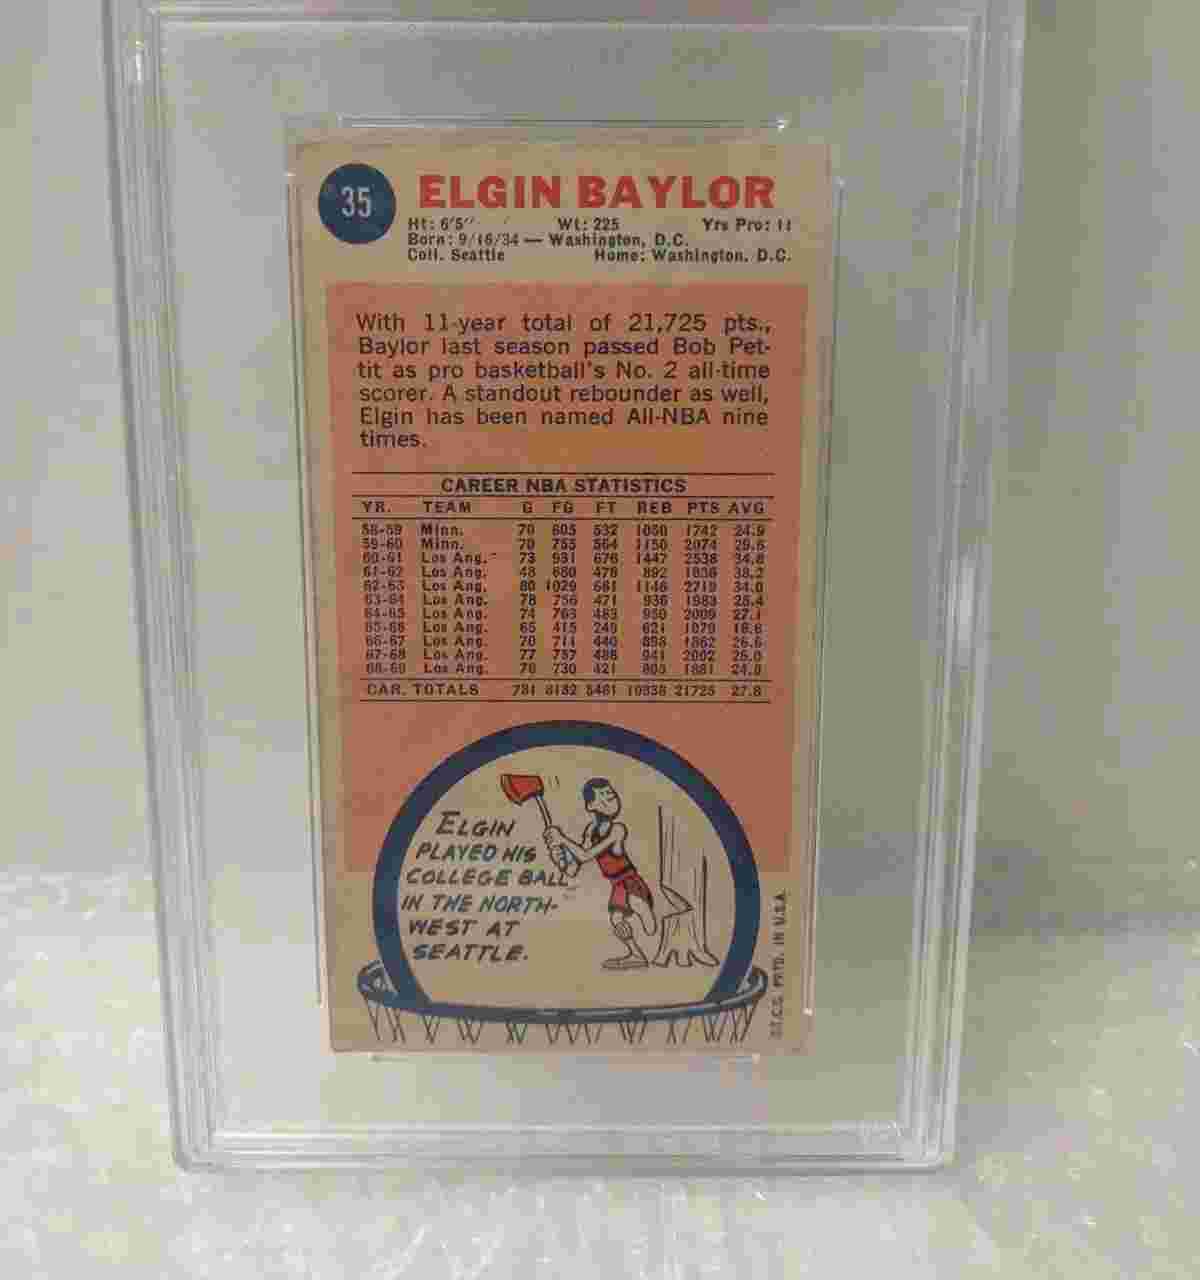 35
ELGIN BAYLOR
Ht: 6'5" Wt: 225 Yrs Pro: 11
Born: 9/16/34 — Washington, D.C.
Coll. Seattle Home: Washington, D.C.
With 11-year total of 21,725 pts.,
Baylor last season passed Bob Pet-
tit as pro basketball's No. 2 all-time
scorer. A standout rebounder as well,
Elgin has been named All-NBA nine
times.
CAREER NBA STATISTICS
YR. TEAM G FG FT REB PTS AVG
58-59 Minn. 70 605 532 1050 1742 24.9
59-60 Minn. 70 755 564 1150 2074 29.6
60-61 Los Ang. 73 931 676 1447 2538 34.8
61-62 Los Ang. 48 680 476 892 1836 38.2
62-63 Los Ang. 80 1029 661 1146 2719 34.0
63-64 Los Ang. 78 756 471 936 1983 25.4
64-65 Los Ang. 74 763 483 950 2009 27.1
65-66 Los Ang. 65 415 249 621 1079 16.6
66-67 Los Ang. 70 711 440 898 1862 26.6
67-68 Los Ang. 77 757 488 941 2002 26.0
68-69 Los Ang. 76 730 421 805 1881 24.8
CAR. TOTALS 781 8132 5461 21725 27.8
ELGIN
PLAYED HIS
COLLEGE BALL
IN THE NORTH-
WEST AT
SEATTLE.
T.C.G. PRTD. IN U.S.A.